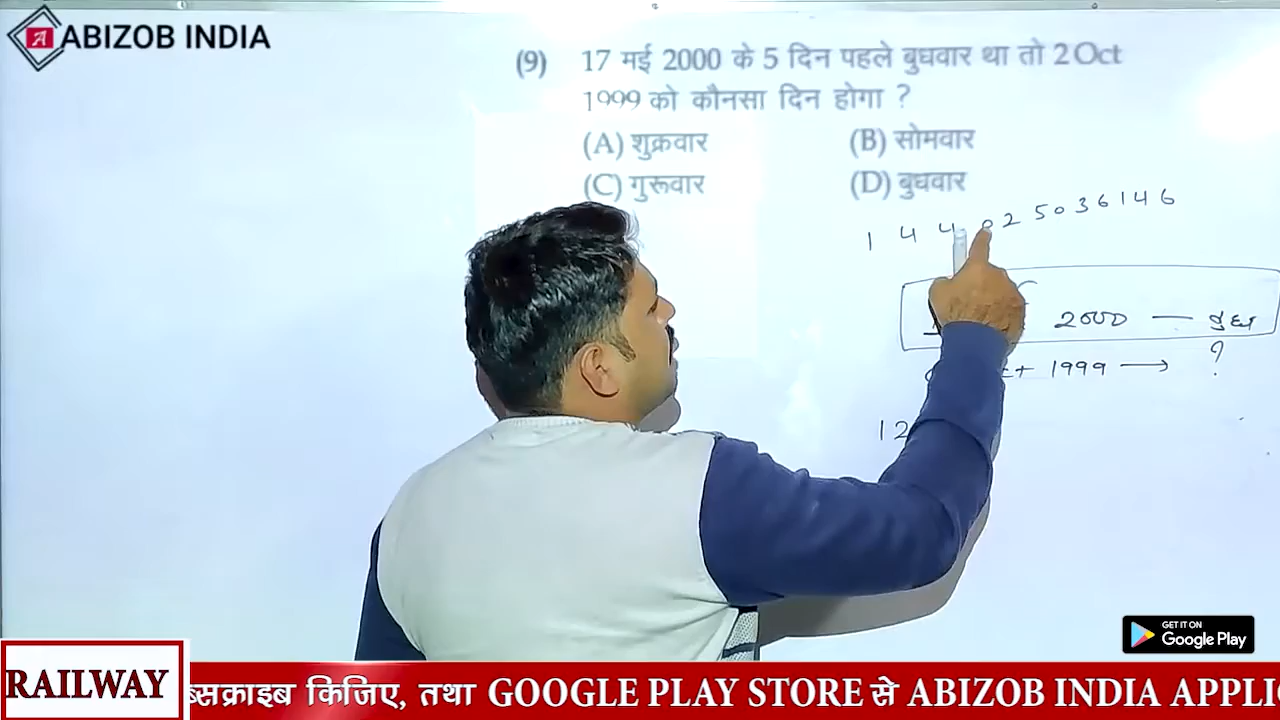 ABIZOB INDIA
(9) 17 मई 2000 के 5 दिन पहले बुधवार था तो 2 Oct
1999 को कौनसा दिन होगा ?
(A) शुक्रवार (B) सोमवार
(C) गुरूवार (D) बुधवार
1 4 4 0 2 5 0 3 6 1 4 6
2000 — बुध
1999 → ?
12
GET IT ON
Google Play
RAILWAY
ब्सक्राइब किजिए, तथा GOOGLE PLAY STORE से ABIZOB INDIA APPLI